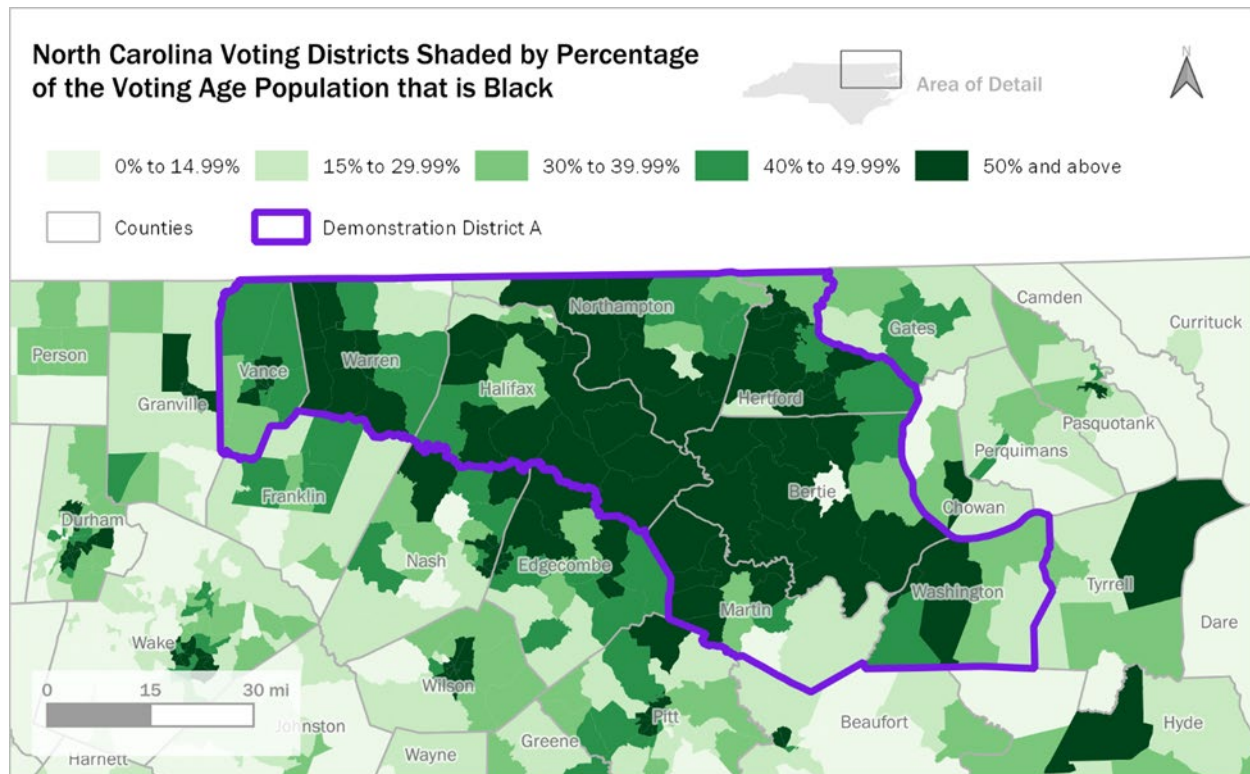 North Carolina Voting Districts Shaded by Percentage
of the Voting Age Population that is Black
Area of Detail
N
0% to 14.99%
15% to 29.99%
30% to 39.99%
40% to 49.99%
50% and above
Counties
Demonstration District A
Northampton
Camden
Gates
Currituck
Person
Warren
Vance
Halifax
Hertford
Granville
Pasquotank
Perquimans
Bertie
Franklin
Chowan
Durham
Nash
Edgecombe
Tyrrell
Washington
Martin
Dare
Wake
Wilson
0 15 30 mi
Pitt
Beaufort
Hyde
Johnston
Greene
Wayne
Harnett